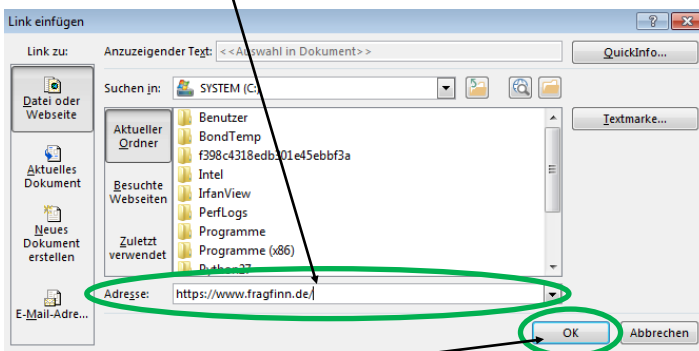 Link einfügen
Link zu:
Anzuzeigender Text: <<Auswahl in Dokument>>
QuickInfo...
Datei oder
Webseite
Suchen in: SYSTEM (C:)
Textmarke...
Aktueller
Ordner
Besuchte
Webseiten
Zuletzt
verwendet
Benutzer
BondTemp
f398c4318edb301e45ebbf3a
Intel
IrfanView
PerfLogs
Programme
Programme (x86)
Python27
Aktuelles
Dokument
Neues
Dokument
erstellen
E-Mail-Adre...
Adresse: https://www.fragfinn.de/
OK
Abbrechen